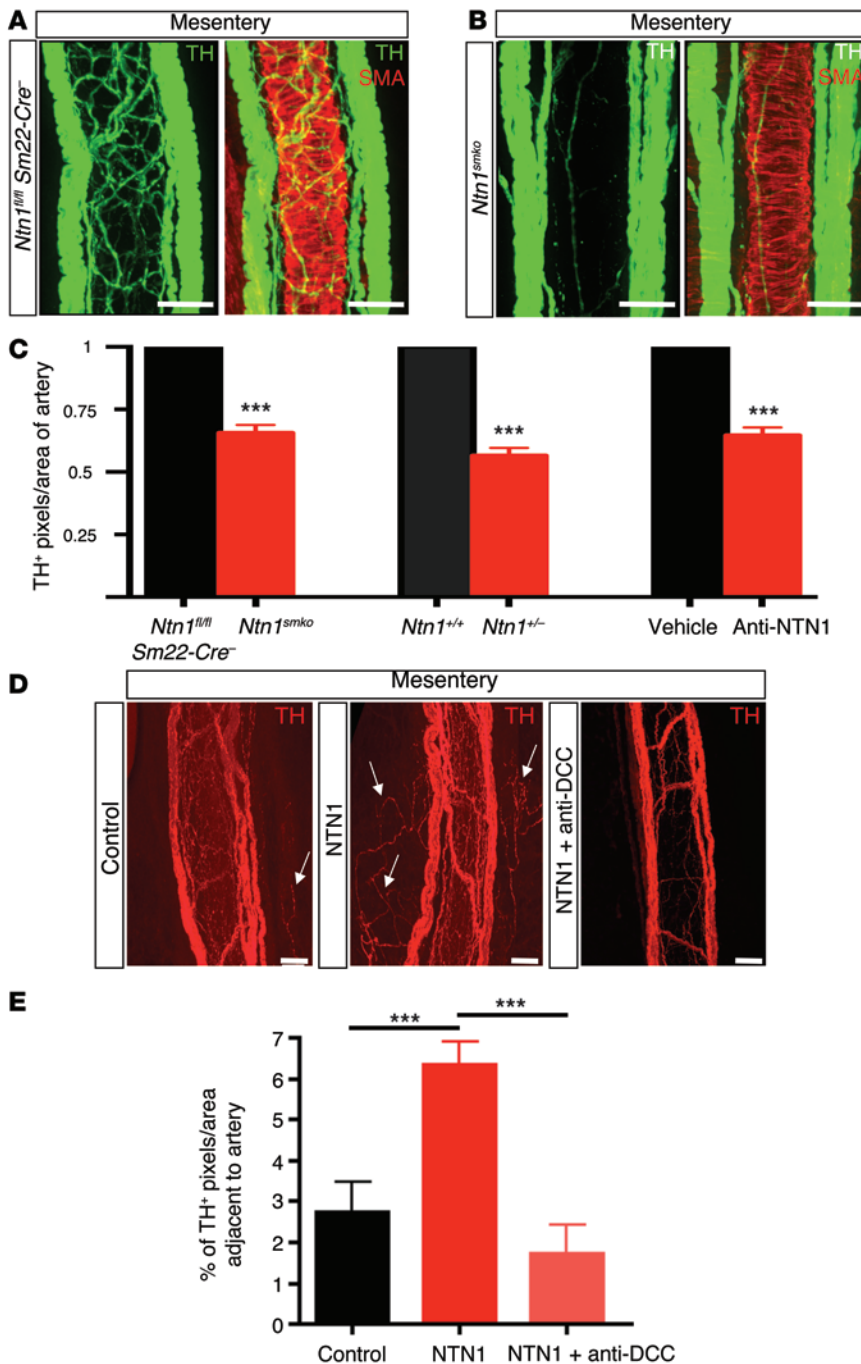 A
Mesentery
Ntn1fl/fl Sm22-Cre–
TH
TH
SMA
B
Mesentery
Ntn1smko
TH
TH
SMA
C
TH+ pixels/area of artery
1
0.75
0.5
0.25
***
***
***
Ntn1fl/fl
Sm22-Cre–
Ntn1smko
Ntn1+/+
Ntn1+/–
Vehicle
Anti-NTN1
D
Mesentery
Control
TH
NTN1
TH
NTN1 + anti-DCC
TH
E
% of TH+ pixels/area
adjacent to artery
7
6
5
4
3
2
1
0
***
***
Control
NTN1
NTN1 + anti-DCC